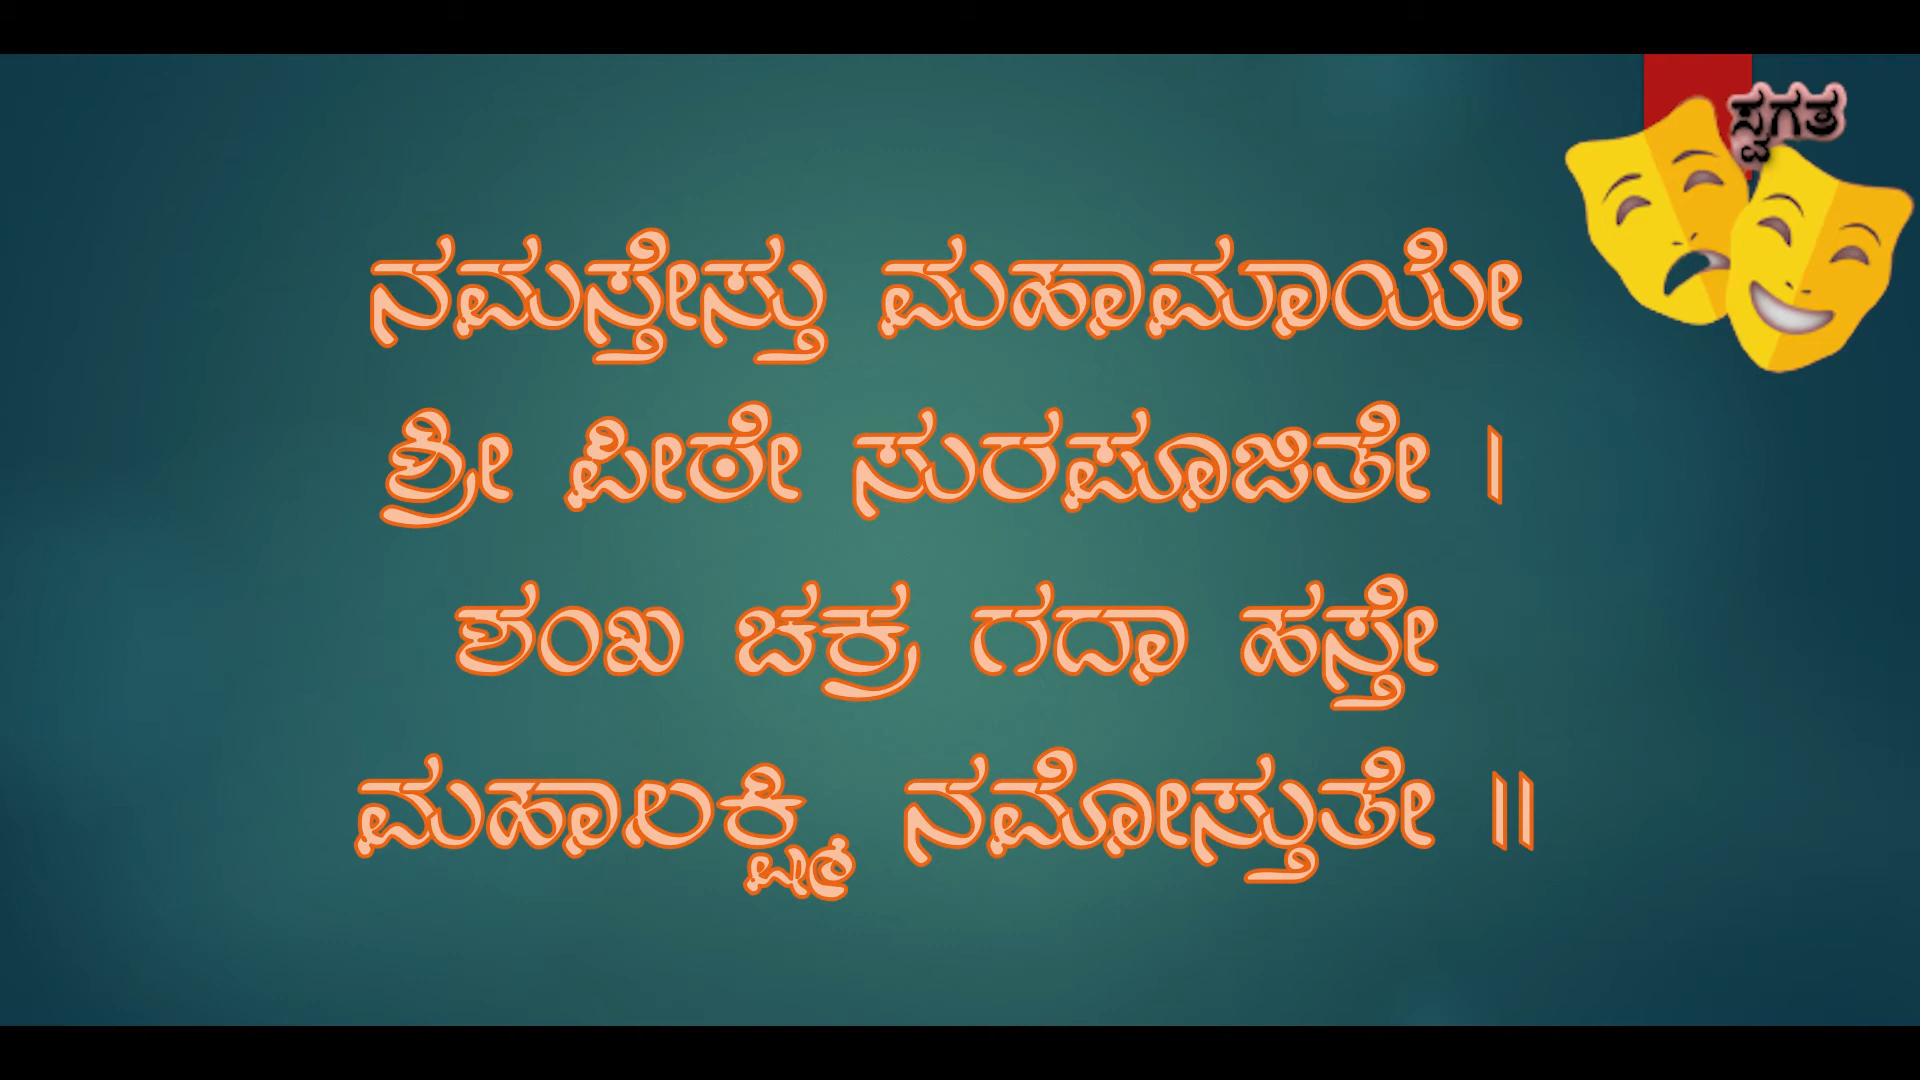 ಸ್ವಗತ
ನಮಸ್ತೇಸ್ತು ಮಹಾಮಾಯೇ
ಶ್ರೀ ಪೀಠೇ ಸುರಪೂಜಿತೇ ।
ಶಂಖ ಚಕ್ರ ಗದಾ ಹಸ್ತೇ
ಮಹಾಲಕ್ಷ್ಮಿ ನಮೋಸ್ತುತೇ ॥